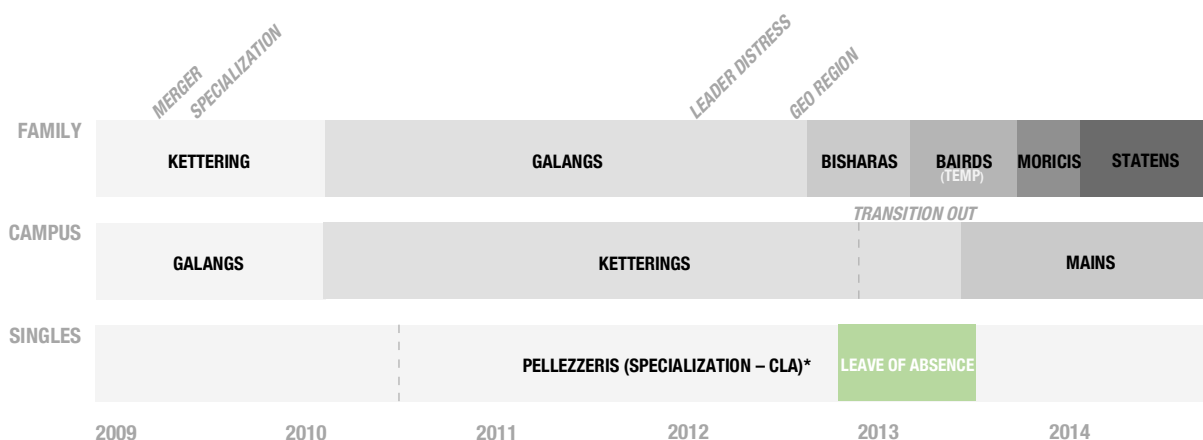 MERGER
SPECIALIZATION
LEADER DISTRESS
GEO REGION
FAMILY
KETTERING
GALANGS
BISHARAS
BAIRDS
(TEMP)
MORICIS
STATENS
TRANSITION OUT
CAMPUS
GALANGS
KETTERINGS
MAINS
SINGLES
PELLEZZERIS (SPECIALIZATION – CLA)*
LEAVE OF ABSENCE
2009 2010 2011 2012 2013 2014